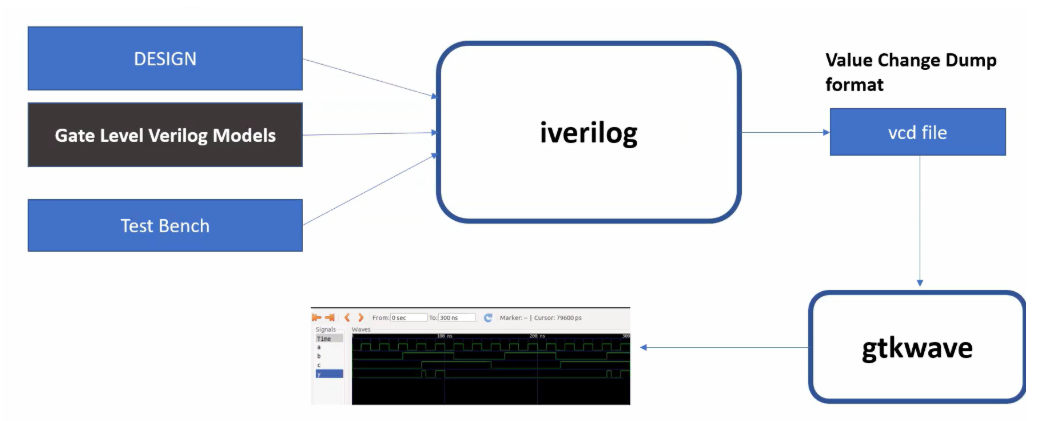 DESIGN
Gate Level Verilog Models
Test Bench
iverilog
Value Change Dump
format
vcd file
gtkwave
From: 0 sec To: 300 ns Marker: -- | Cursor: 79600 ps
Signals Waves
Time 100 ns 200 ns 300
a
b
c
y